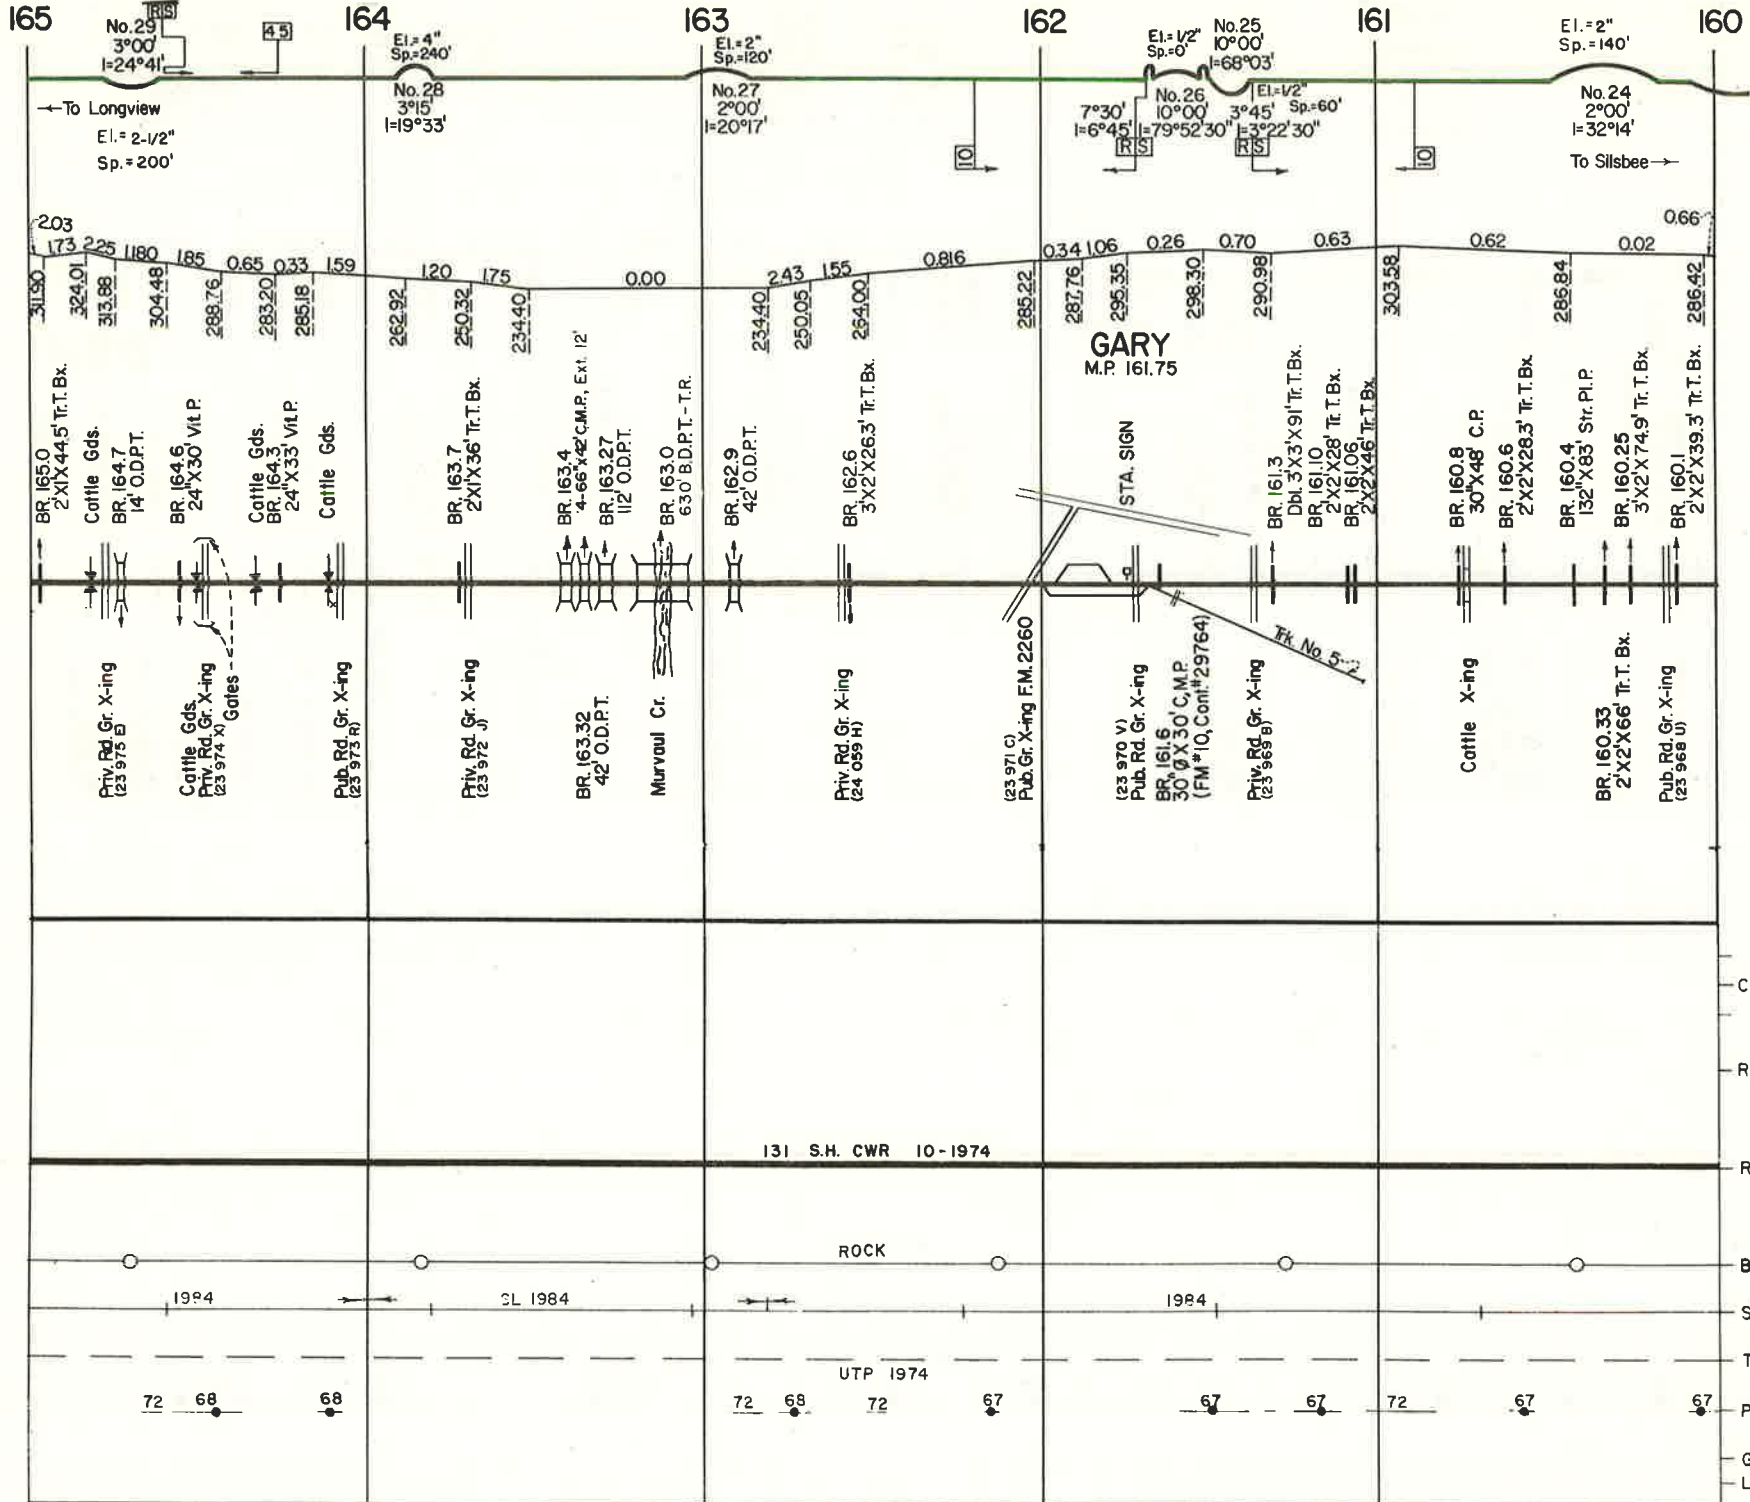 165
164
163
162
161
160
R S
No.29
3°00'
I=24°41'
45
El.=4"
Sp.=240'
No.28
3°15'
I=19°33'
El.=2"
Sp.=120'
No.27
2°00'
I=20°17'
El.=1/2"
Sp.=0'
No.25
10°00'
I=68°03'
El.=2"
Sp.=140'
No.24
2°00'
I=32°14'
←To Longview
El.=2-1/2"
Sp.=200'
7°30'
I=6°45'
No.26
10°00'
I=79°52'30"
El.=1/2"
Sp.=60'
3°45'
I=3°22'30"
R S
R S
10
10
To Silsbee→
2.03
1.73
2.25
1.180
1.85
0.65
0.33
1.59
1.20
1.75
0.00
2.43
1.55
0.816
0.34
1.06
0.26
0.70
0.63
0.62
0.02
0.66
311.90
324.01
313.88
304.48
288.76
283.20
285.18
262.92
250.32
234.40
234.40
250.05
264.00
285.22
287.76
295.35
298.30
290.98
303.58
286.84
286.42
GARY
M.P. 161.75
BR. 165.0
2'X1'X44.5' Tr.T.Bx.
Cattle Gds.
BR. 164.7
14' O.D.P.T.
BR. 164.6
24"X30' Vit.P.
Cattle Gds.
BR. 164.3
24"X33' Vit.P.
Cattle Gds.
BR. 163.7
2'X1'X36' Tr.T.Bx.
BR. 163.4
4-66"x42' C.M.P., Ext. 12'
BR. 163.27
112' O.D.P.T.
BR. 163.0
630' B.D.P.T.-T.R.
BR. 162.9
42' O.D.P.T.
BR. 162.6
3'X2'X26.3' Tr.T.Bx.
STA. SIGN
BR. 161.3
Dbl. 3'X3'X91' Tr.T.Bx.
BR. 161.10
2'X2'X28' Tr.T.Bx.
BR. 161.06
2'X2'X46' Tr.T.Bx.
BR. 160.8
30"X48' C.P.
BR. 160.6
2'X2'X28.3' Tr.T.Bx.
BR. 160.4
132"X83' Str. Pl.P.
BR. 160.25
3'X2'X74.9' Tr.T.Bx.
BR. 160.1
2'X2'X39.3' Tr.T.Bx.
Priv. Rd. Gr. X-ing
(23 975 E)
Cattle Gds.
Priv. Rd. Gr. X-ing
(23 974 X)
Gates
Pub. Rd. Gr. X-ing
(23 973 R)
Priv. Rd. Gr. X-ing
(23 972 J)
BR. 163.32
42' O.D.P.T.
Murvaul Cr.
Priv. Rd. Gr. X-ing
(24 059 H)
(23 971 C)
Pub. Gr. X-ing F.M. 2260
(23 970 V)
Pub. Rd. Gr. X-ing
BR. 161.6
30"Ø X 30' C.M.P.
(FM #10, Cont# 29764)
Priv. Rd. Gr. X-ing
(23 969 B)
Trk. No. 5
Cattle X-ing
BR. 160.33
2'X2'X66' Tr.T. Bx.
Pub. Rd. Gr. X-ing
(23 968 U)
C
R
131 S.H. CWR 10-1974
R
ROCK
B
1984
1984
S
UTP 1974
T
72
68
68
72
68
72
67
67
67
72
67
67
P
G
L